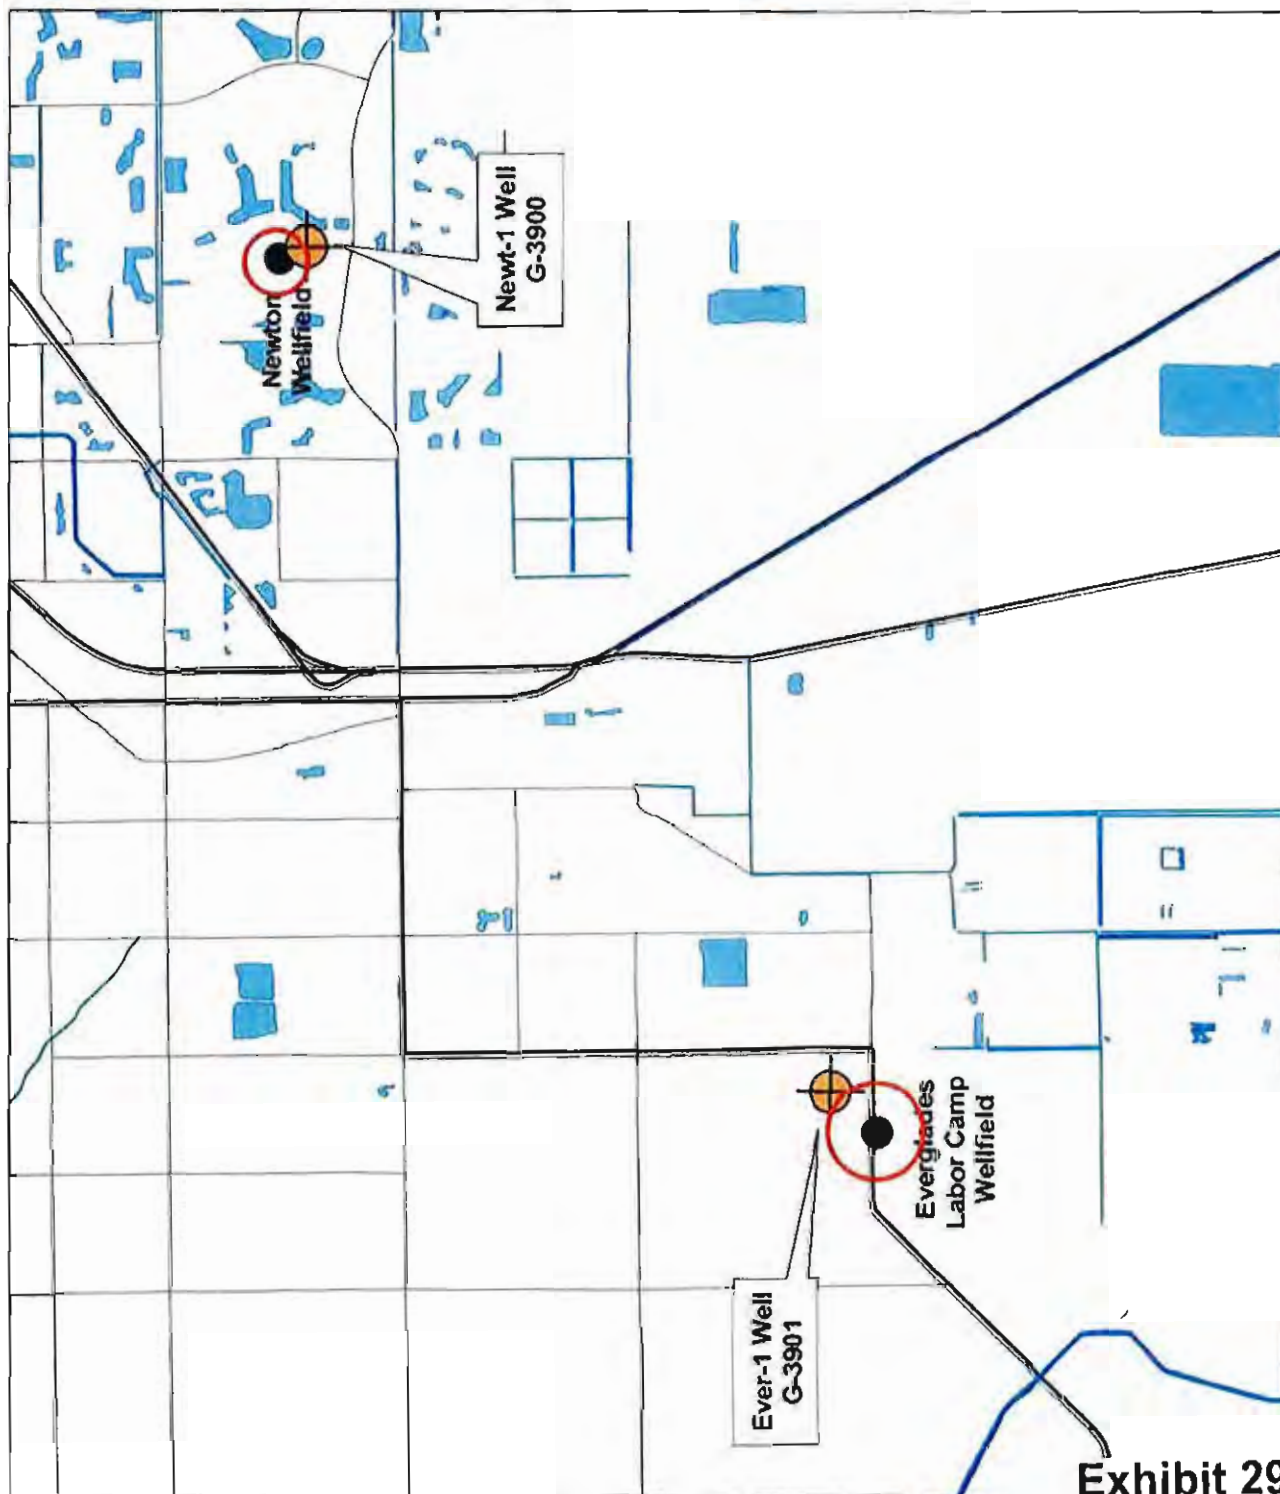 Newt-1 Well
G-3900
Newton
Wellfield
Everglades
Labor Camp
Wellfield
Ever-1 Well
G-3901
Exhibit 29